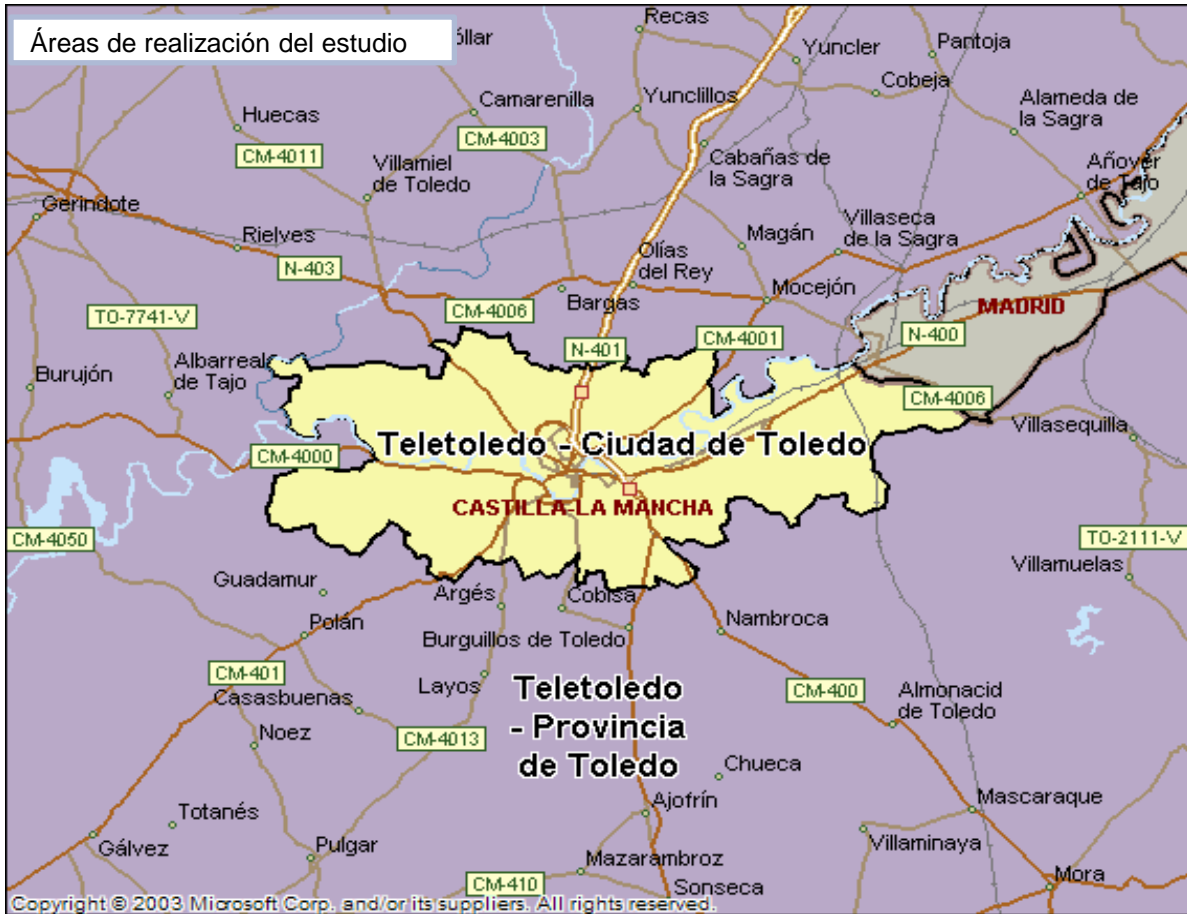 Áreas de realización del estudio
Recas
Yuncler
Pantoja
Cobeja
Huecas
Camarenilla
Yunclillos
Alameda de
la Sagra
CM-4003
CM-4011
Villamiel
de Toledo
Cabañas de
la Sagra
Añover
de Tajo
Gerindote
Rielves
Villaseca
de la Sagra
Magán
Olías
del Rey
N-403
Bargas
Mocejón
MADRID
TO-7741-V
CM-4006
CM-4001
N-400
N-401
Albarreal
de Tajo
Burujón
CM-4006
Villasequilla
Teletoledo - Ciudad de Toledo
CM-4000
CASTILLA-LA MANCHA
CM-4050
TO-2111-V
Villamuelas
Guadamur
Argés
Cobisa
Polán
Burguillos de Toledo
Nambroca
CM-401
Layos
Teletoledo
- Provincia
de Toledo
CM-400
Casasbuenas
Almonacid
de Toledo
Noez
CM-4013
Chueca
Totanés
Ajofrín
Mascaraque
Gálvez
Pulgar
Villaminaya
Mazarambroz
CM-410
Sonseca
Mora
Copyright © 2003 Microsoft Corp. and/or its suppliers. All rights reserved.